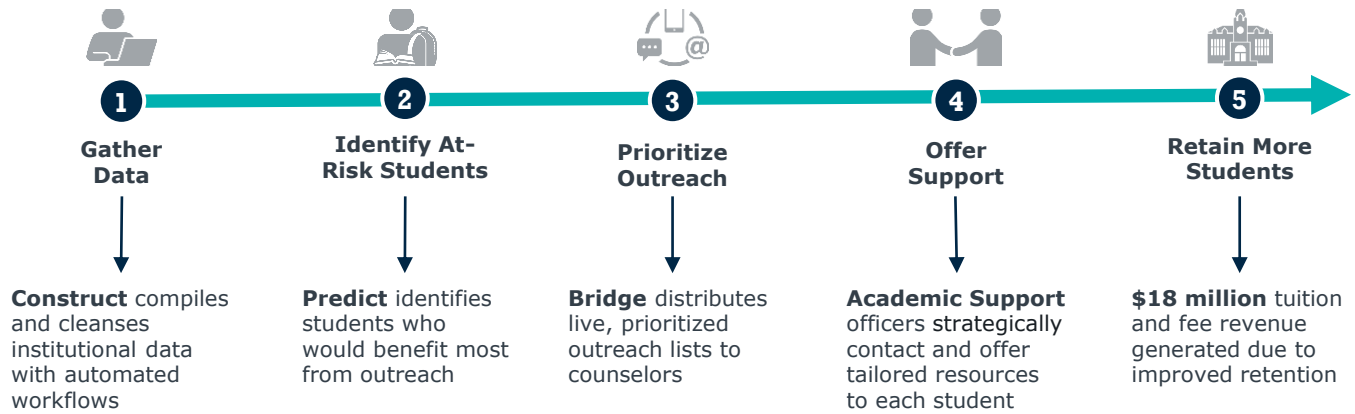 @
1
2
3
4
5
Gather
Data
Identify At-
Risk Students
Prioritize
Outreach
Offer
Support
Retain More
Students
Construct compiles
and cleanses
institutional data
with automated
workflows
Predict identifies
students who
would benefit most
from outreach
Bridge distributes
live, prioritized
outreach lists to
counselors
Academic Support
officers strategically
contact and offer
tailored resources
to each student
$18 million tuition
and fee revenue
generated due to
improved retention